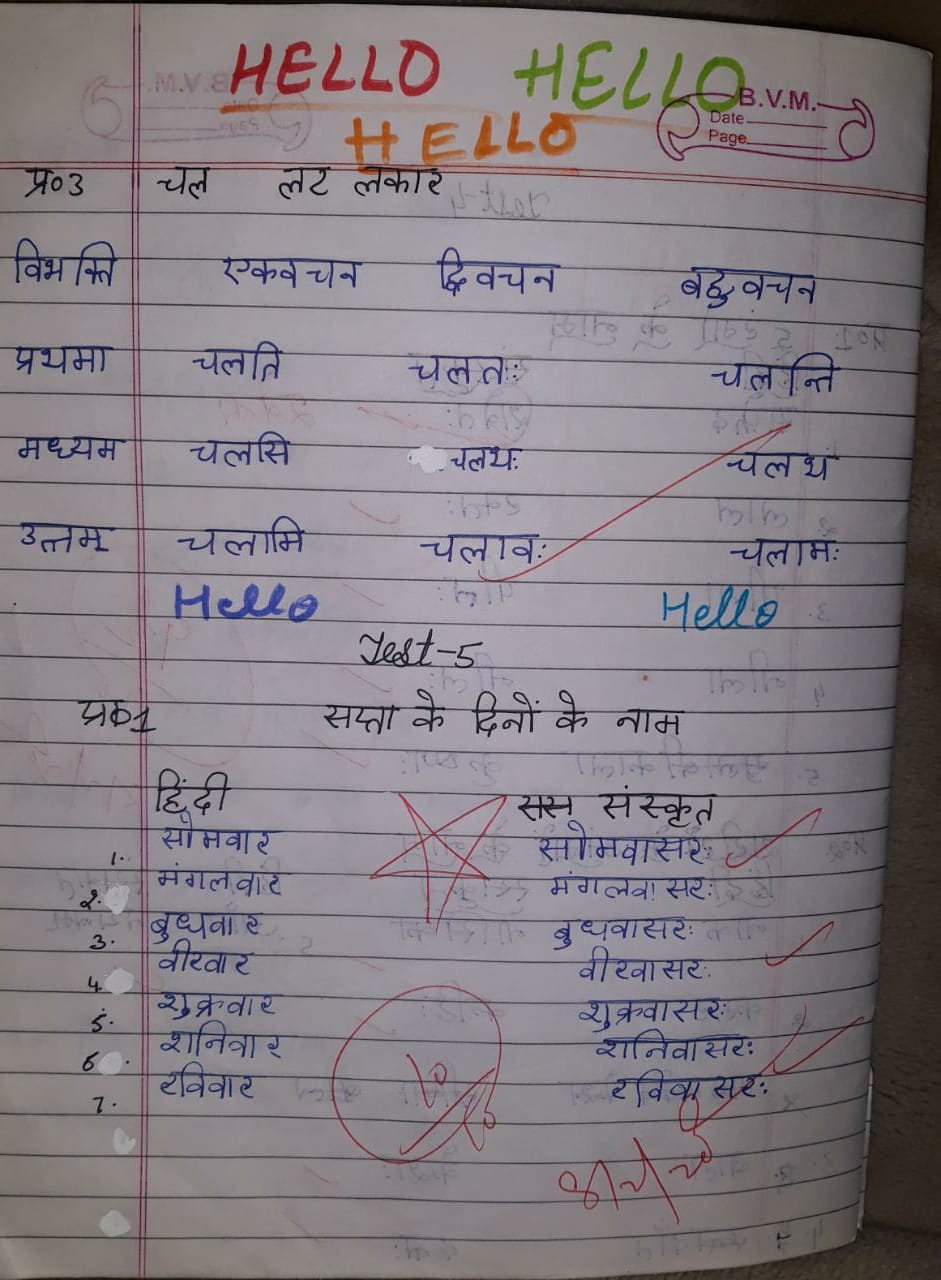 HELLO HELLO
B.V.M.
Date
Page
HELLO
प्र०3 चल लट लकार
विभक्ति एकवचन द्विवचन बहुवचन
प्रथमा चलति चलतः चलन्ति
मध्यम चलसि चलथः चलथ
उत्तम् चलामि चलावः चलामः
Hello Hello
Test-5
प्र०1 सप्ता के दिनों के नाम
हिंदी सस संस्कृत
1. सोमवार सोमवासरः
2. मंगलवार मंगलवासरः
3. बुधवार बुधवासरः
4. वीरवार वीरवासरः
5. शुक्रवार शुक्रवासरः
6. शनिवार शनिवासरः
7. रविवार रविवासरः
10/10